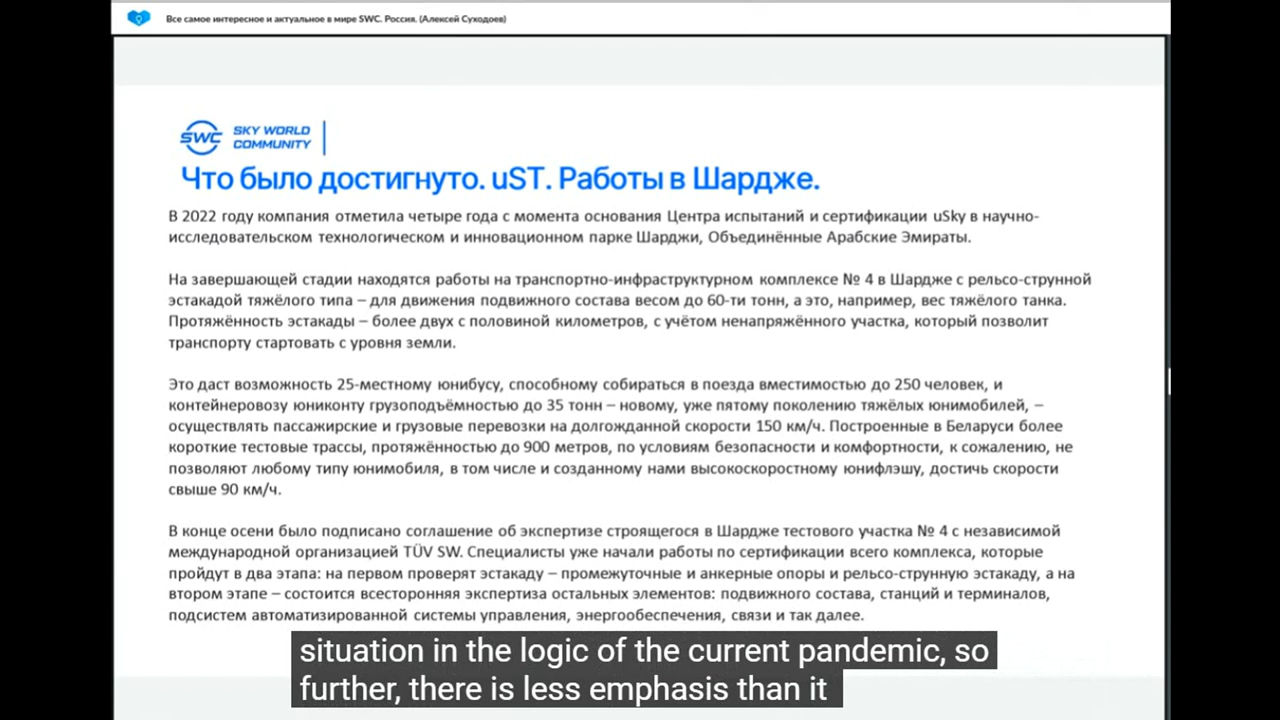 Все самое интересное и актуальное в мире SWC. Россия. (Алексей Суходоев)
SWC SKY WORLD
COMMUNITY
Что было достигнуто. uST. Работы в Шардже.
В 2022 году компания отметила четыре года с момента основания Центра испытаний и сертификации uSky в научно-
исследовательском технологическом и инновационном парке Шарджи, Объединённые Арабские Эмираты.
На завершающей стадии находятся работы на транспортно-инфраструктурном комплексе № 4 в Шардже с рельсо-струнной
эстакадой тяжёлого типа – для движения подвижного состава весом до 60-ти тонн, а это, например, вес тяжёлого танка.
Протяжённость эстакады – более двух с половиной километров, с учётом ненапряжённого участка, который позволит
транспорту стартовать с уровня земли.
Это даст возможность 25-местному юнибусу, способному собираться в поезда вместимостью до 250 человек, и
контейнеровозу юниконту грузоподъёмностью до 35 тонн – новому, уже пятому поколению тяжёлых юнимобилей, –
осуществлять пассажирские и грузовые перевозки на долгожданной скорости 150 км/ч. Построенные в Беларуси более
короткие тестовые трассы, протяжённостью до 900 метров, по условиям безопасности и комфортности, к сожалению, не
позволяют любому типу юнимобиля, в том числе и созданному нами высокоскоростному юнифлэшу, достичь скорости
свыше 90 км/ч.
В конце осени было подписано соглашение об экспертизе строящегося в Шардже тестового участка № 4 с независимой
международной организацией TÜV SW. Специалисты уже начали работы по сертификации всего комплекса, которые
пройдут в два этапа: на первом проверят эстакаду – промежуточные и анкерные опоры и рельсо-струнную эстакаду, а на
втором этапе – состоится всесторонняя экспертиза остальных элементов: подвижного состава, станций и терминалов,
подсистем автоматизированной системы управления, энергообеспечения, связи и так далее.
situation in the logic of the current pandemic, so
further, there is less emphasis than it